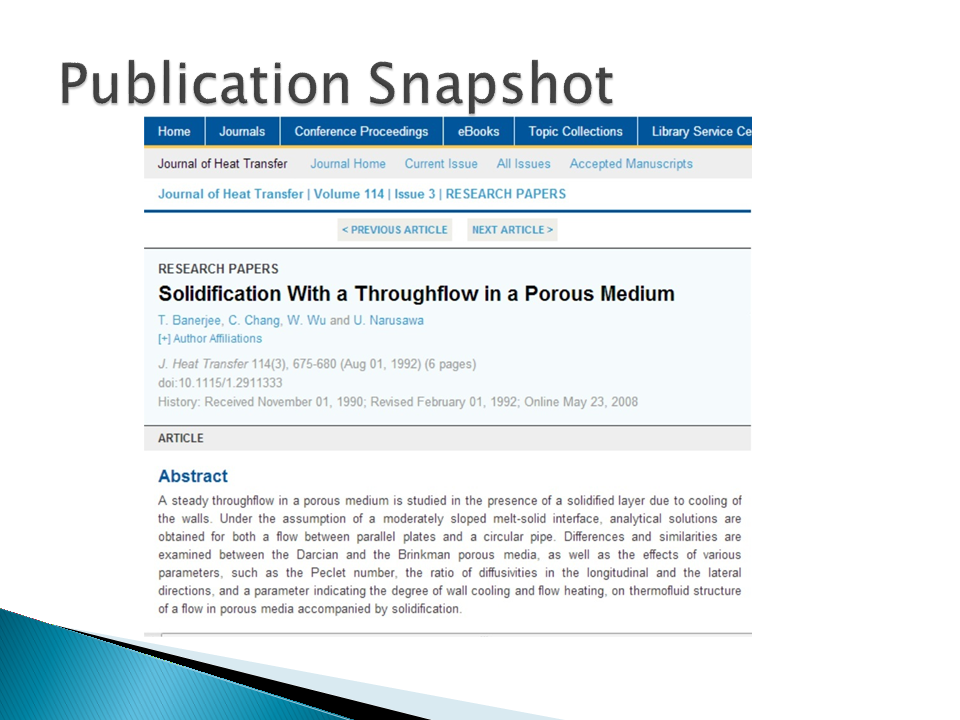 Publication Snapshot
Home Journals Conference Proceedings eBooks Topic Collections Library Service Ce
Journal of Heat Transfer Journal Home Current Issue All Issues Accepted Manuscripts
Journal of Heat Transfer | Volume 114 | Issue 3 | RESEARCH PAPERS
< PREVIOUS ARTICLE NEXT ARTICLE >
RESEARCH PAPERS
Solidification With a Throughflow in a Porous Medium
T. Banerjee, C. Chang, W. Wu and U. Narusawa
[+] Author Affiliations
J. Heat Transfer 114(3), 675-680 (Aug 01, 1992) (6 pages)
doi:10.1115/1.2911333
History: Received November 01, 1990; Revised February 01, 1992; Online May 23, 2008
ARTICLE
Abstract
A steady throughflow in a porous medium is studied in the presence of a solidified layer due to cooling of
the walls. Under the assumption of a moderately sloped melt-solid interface, analytical solutions are
obtained for both a flow between parallel plates and a circular pipe. Differences and similarities are
examined between the Darcian and the Brinkman porous media, as well as the effects of various
parameters, such as the Peclet number, the ratio of diffusivities in the longitudinal and the lateral
directions, and a parameter indicating the degree of wall cooling and flow heating, on thermofluid structure
of a flow in porous media accompanied by solidification.